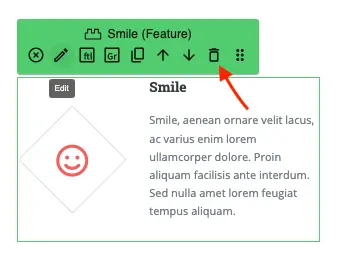 Smile (Feature)
ftl
Gr
Edit
Smile
Smile, aenean ornare velit lacus,
ac varius enim lorem
ullamcorper dolore. Proin
aliquam facilisis ante interdum.
Sed nulla amet lorem feugiat
tempus aliquam.